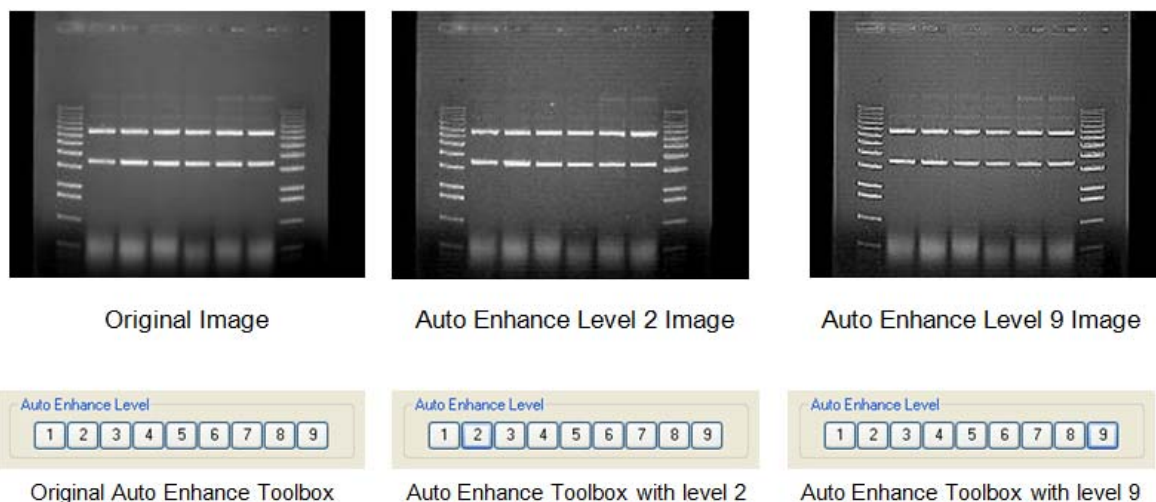 Original Image
Auto Enhance Level 2 Image
Auto Enhance Level 9 Image
Auto Enhance Level
1 2 3 4 5 6 7 8 9
Auto Enhance Level
1 2 3 4 5 6 7 8 9
Auto Enhance Level
1 2 3 4 5 6 7 8 9
Original Auto Enhance Toolbox
Auto Enhance Toolbox with level 2
Auto Enhance Toolbox with level 9